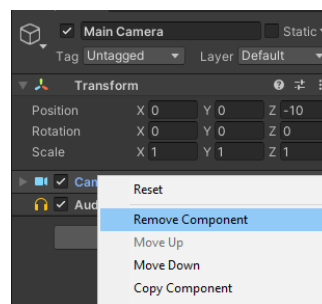 Main Camera Static
Tag Untagged Layer Default
Transform
Position X 0 Y 0 Z -10
Rotation X 0 Y 0 Z 0
Scale X 1 Y 1 Z 1
Cam
Aud
Reset
Remove Component
Move Up
Move Down
Copy Component